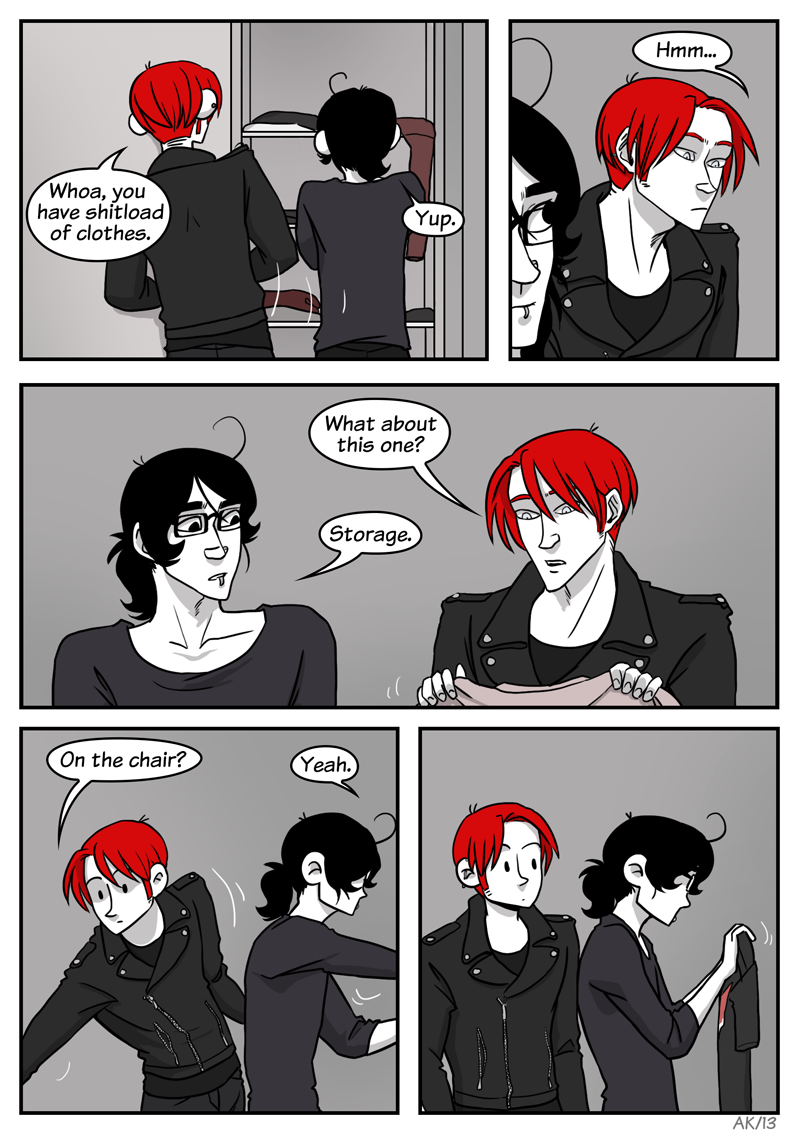 Whoa, you
have shitload
of clothes.
Yup.
Hmm...
What about
this one?
Storage.
On the chair?
Yeah.
AK/13